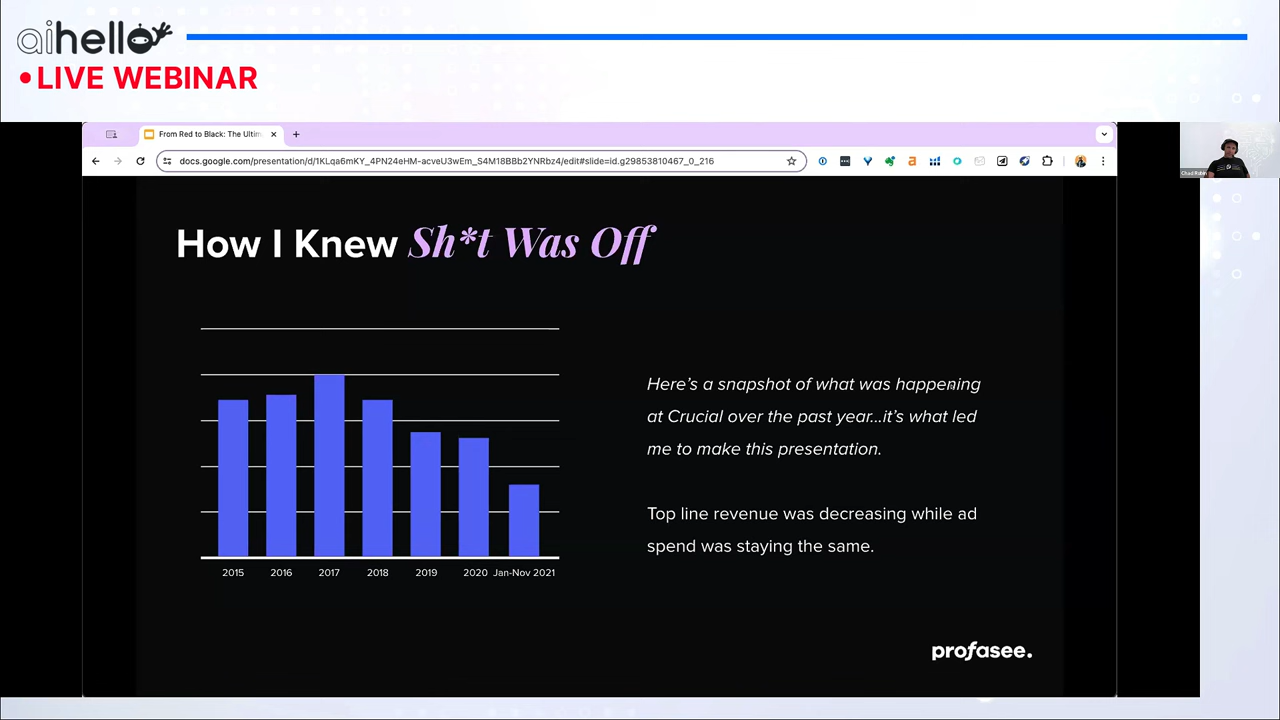 aihello
•LIVE WEBINAR
From Red to Black: The Ultim
docs.google.com/presentation/d/1KLqa6mKY_4PN24eHM-acveU3wEm_S4M18BBb2YNRbz4/edit#slide=id.g29853810467_0_216
Chad Rubin
How I Knew Sh*t Was Off
Here's a snapshot of what was happening
at Crucial over the past year...it's what led
me to make this presentation.
Top line revenue was decreasing while ad
spend was staying the same.
2015 2016 2017 2018 2019 2020 Jan-Nov 2021
profasee.